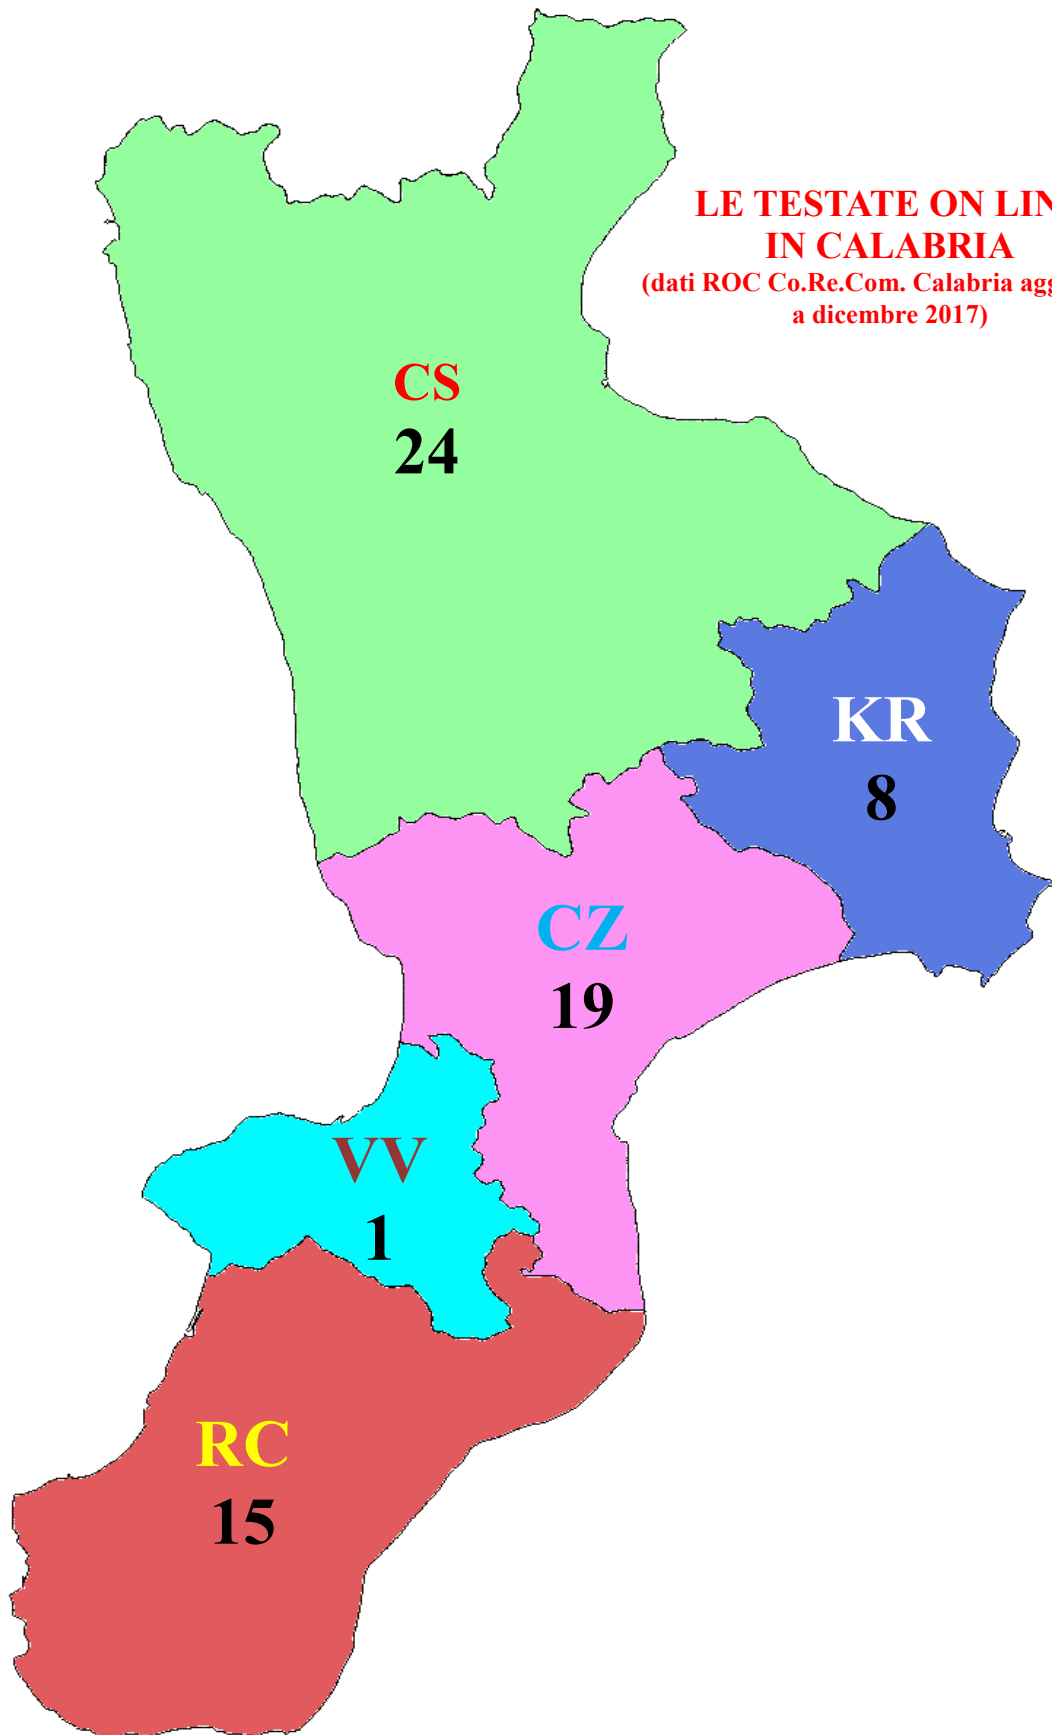 LE TESTATE ON LIN
IN CALABRIA
(dati ROC Co.Re.Com. Calabria agg
a dicembre 2017)
CS
24
KR
8
CZ
19
VV
1
RC
15